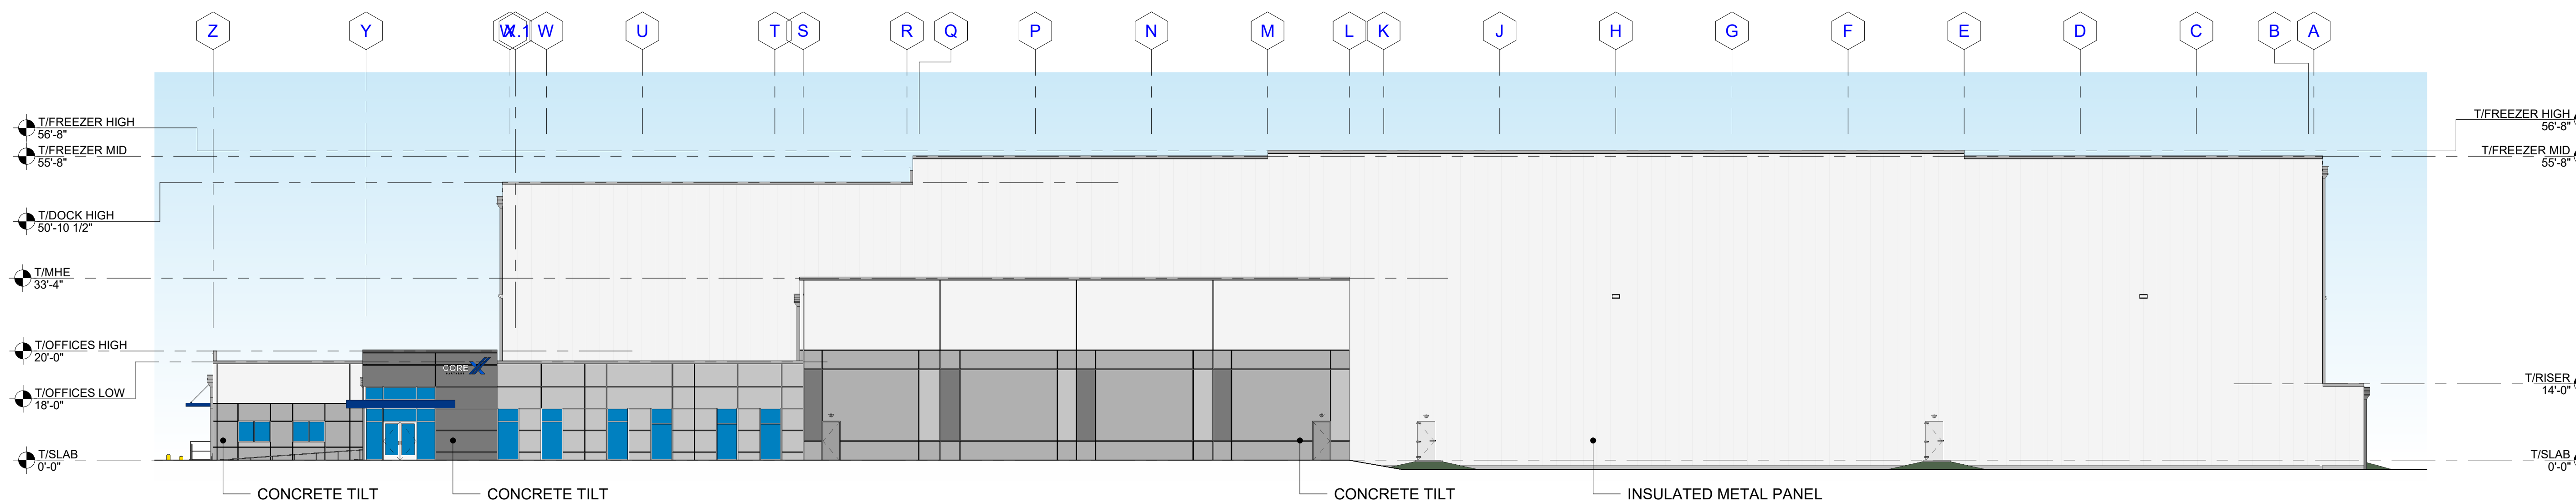 Z Y X W.1 W U T S R Q P N M L K J H G F E D C B A
T/FREEZER HIGH
56'-8"
T/FREEZER MID
55'-8"
T/DOCK HIGH
50'-10 1/2"
T/MHE
33'-4"
T/OFFICES HIGH
20'-0"
T/OFFICES LOW
18'-0"
T/SLAB
0'-0"
T/FREEZER HIGH
56'-8"
T/FREEZER MID
55'-8"
T/RISER
14'-0"
T/SLAB
0'-0"
CORE X
CONCRETE TILT
CONCRETE TILT
CONCRETE TILT
INSULATED METAL PANEL